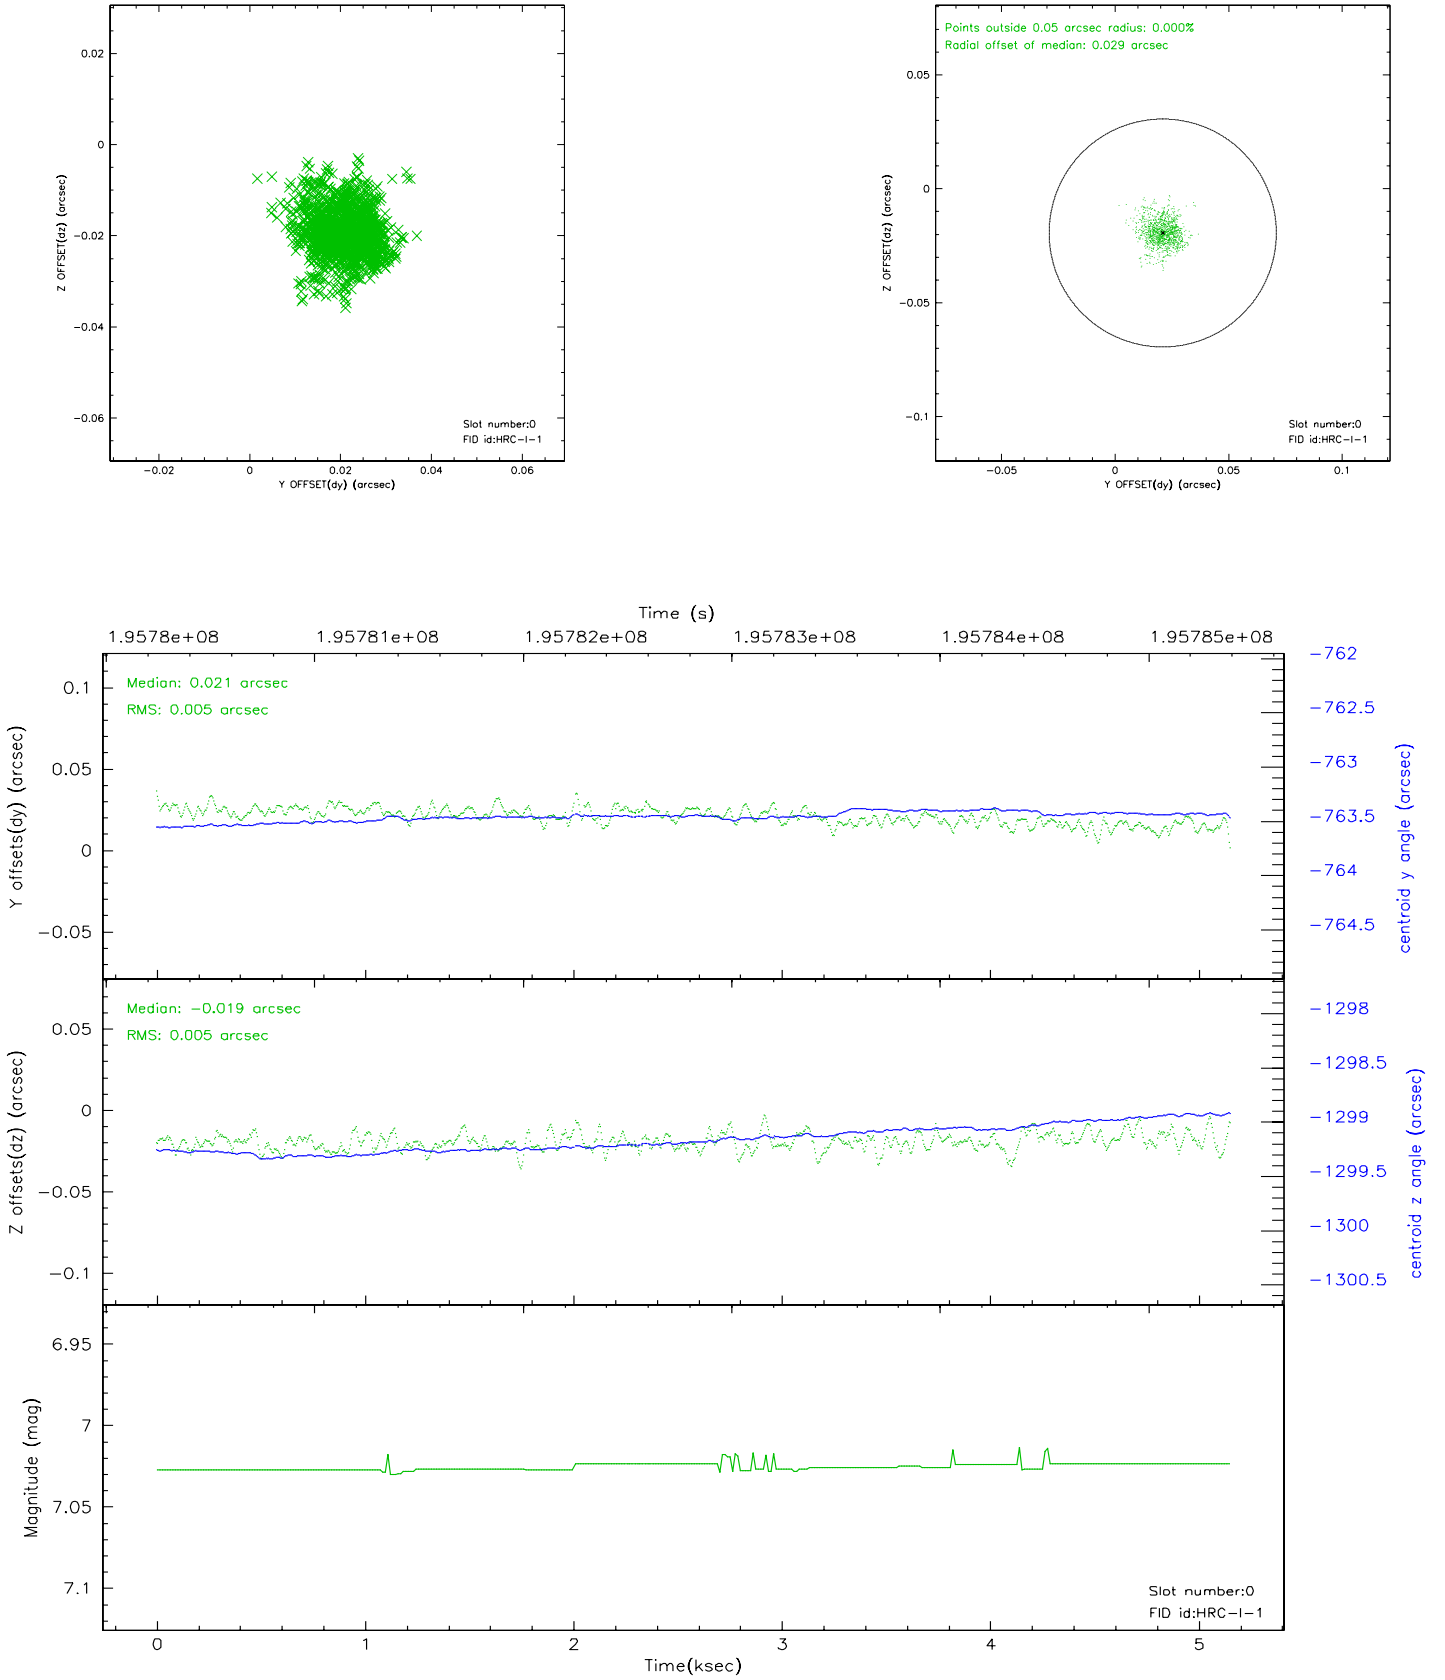 0.02
0
−0.02
−0.04
−0.06
Z OFFSET(dz) (arcsec)
Slot number:0
FID id:HRC−I−1
−0.02
0
0.02
0.04
0.06
Y OFFSET(dy) (arcsec)
Points outside 0.05 arcsec radius: 0.000%
Radial offset of median: 0.029 arcsec
0.05
0
−0.05
−0.1
Z OFFSET(dz) (arcsec)
Slot number:0
FID id:HRC−I−1
−0.05
0
0.05
0.1
Y OFFSET(dy) (arcsec)
Time (s)
1.9578e+08
1.95781e+08
1.95782e+08
1.95783e+08
1.95784e+08
1.95785e+08
Median: 0.021 arcsec
RMS: 0.005 arcsec
0.1
0.05
0
−0.05
Y offsets(dy) (arcsec)
−762
−762.5
−763
−763.5
−764
−764.5
centroid y angle (arcsec)
Median: −0.019 arcsec
RMS: 0.005 arcsec
0.05
0
−0.05
−0.1
Z offsets(dz) (arcsec)
−1298
−1298.5
−1299
−1299.5
−1300
−1300.5
centroid z angle (arcsec)
6.95
7
7.05
7.1
Magnitude (mag)
Slot number:0
FID id:HRC−I−1
0
1
2
3
4
5
Time(ksec)